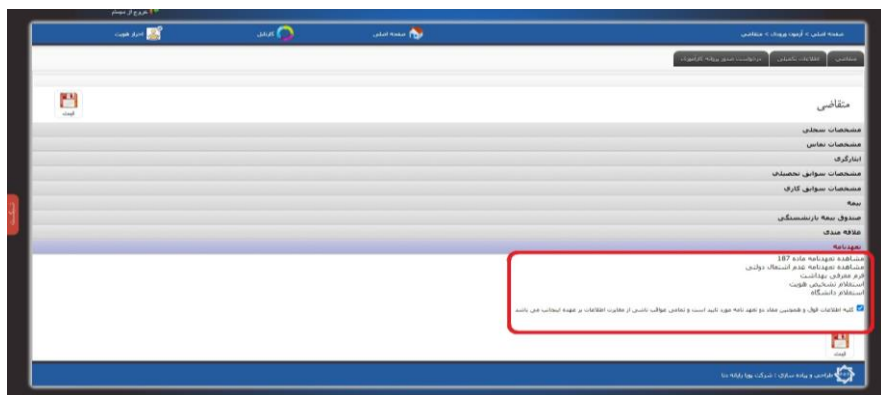 خروج از سیستم
صفحه اصلی > آزمون ورودی > متقاضی
صفحه اصلی
کارتابل
احراز هویت
متقاضی
اطلاعات تکمیلی
درخواست صدور پروانه کارآموزی
متقاضی
ثبت
مشخصات سجلی
مشخصات تماس
ایثارگری
مشخصات سوابق تحصیلی
مشخصات سوابق کاری
بیمه
صندوق بیمه بازنشستگی
علاقه مندی
تعهدنامه
مشاهده تعهدنامه ماده 187
مشاهده تعهدنامه عدم اشتغال دولتی
فرم معرفی بهداشت
استعلام تشخیص هویت
استعلام دانشگاه
کلیه اطلاعات فوق و همچنین مفاد دو تعهد نامه مورد تایید است و تمامی عواقب ناشی از مغایرت اطلاعات بر عهده اینجانب می باشد
ثبت
طراحی و پیاده سازی : شرکت پویا رایانه دنا